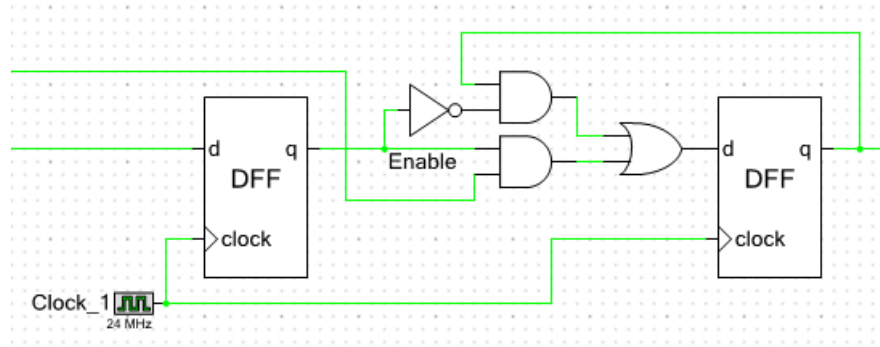 d q
DFF
clock
Enable
d q
DFF
clock
Clock_1
24 MHz